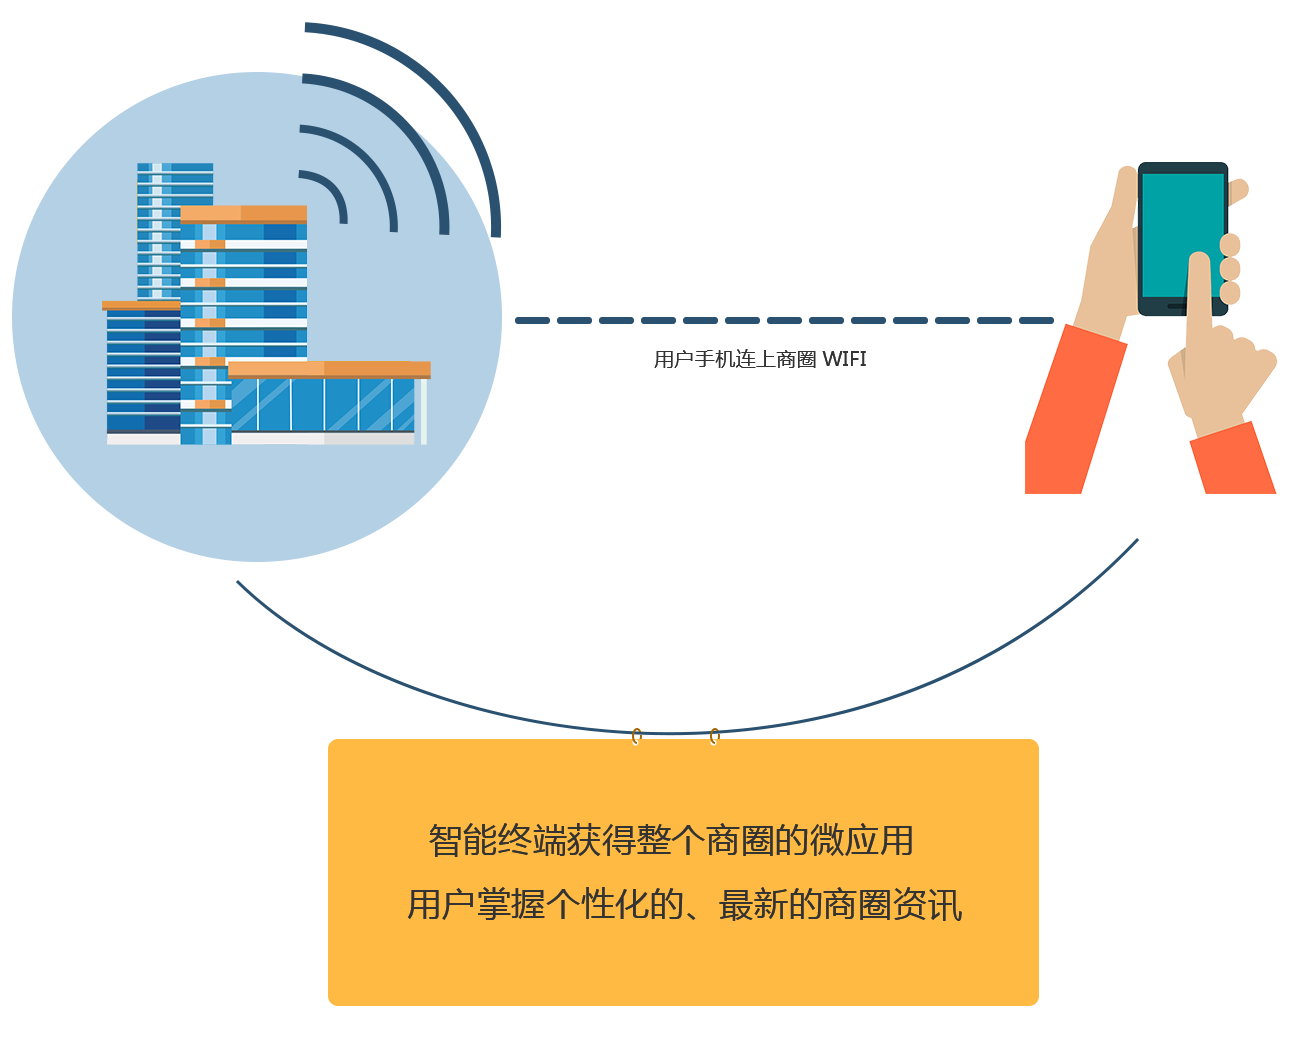 用户手机连上商圈 WIFI
智能终端获得整个商圈的微应用
用户掌握个性化的、最新的商圈资讯